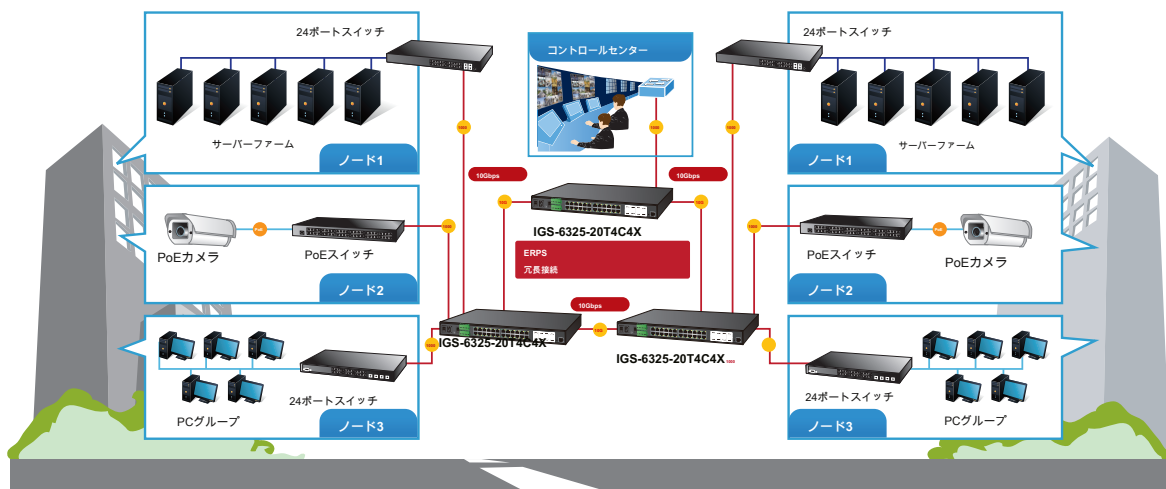 24ポートスイッチ
サーバーファーム
ノード1
PoE
PoEカメラ
PoEスイッチ
ノード2
24ポートスイッチ
PCグループ
ノード3
コントロールセンター
10Gbps
10Gbps
IGS-6325-20T4C4X
ERPS
冗長接続
10Gbps
IGS-6325-20T4C4X
IGS-6325-20T4C4X
24ポートスイッチ
サーバーファーム
ノード1
PoE
PoEスイッチ
PoEカメラ
ノード2
24ポートスイッチ
PCグループ
ノード3